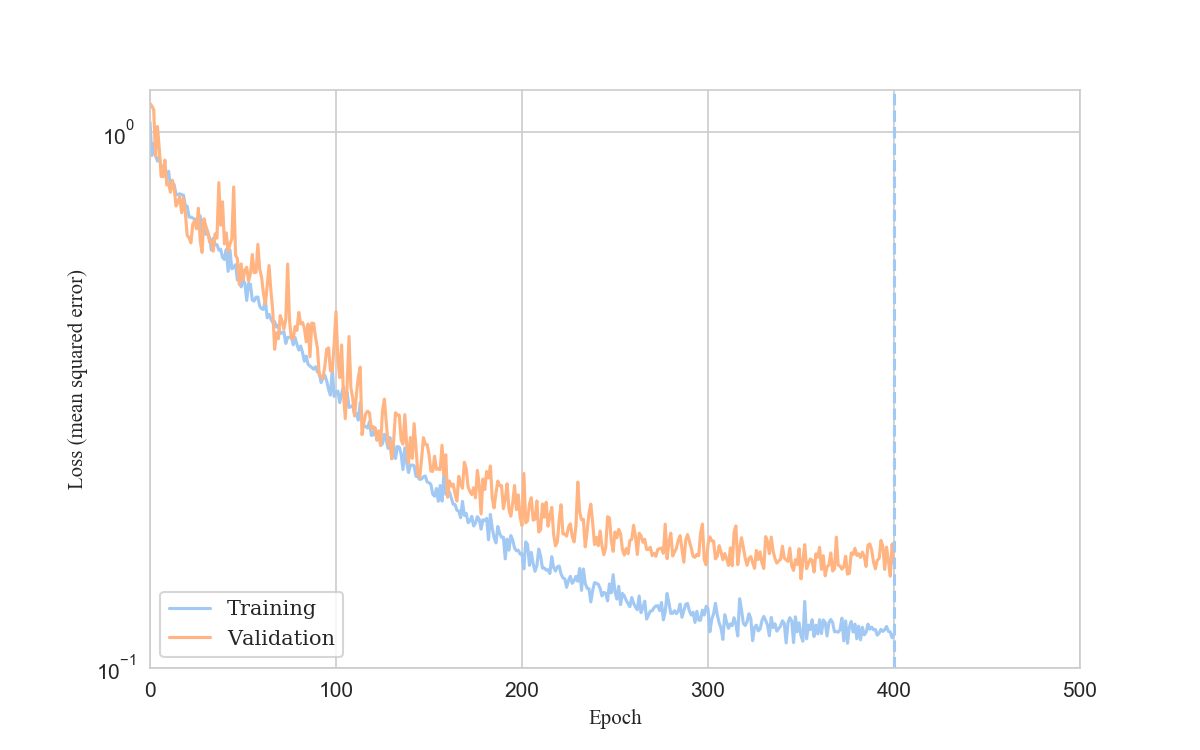 10^0
Loss (mean squared error)
Training
Validation
10^−1
0 100 200 300 400 500
Epoch